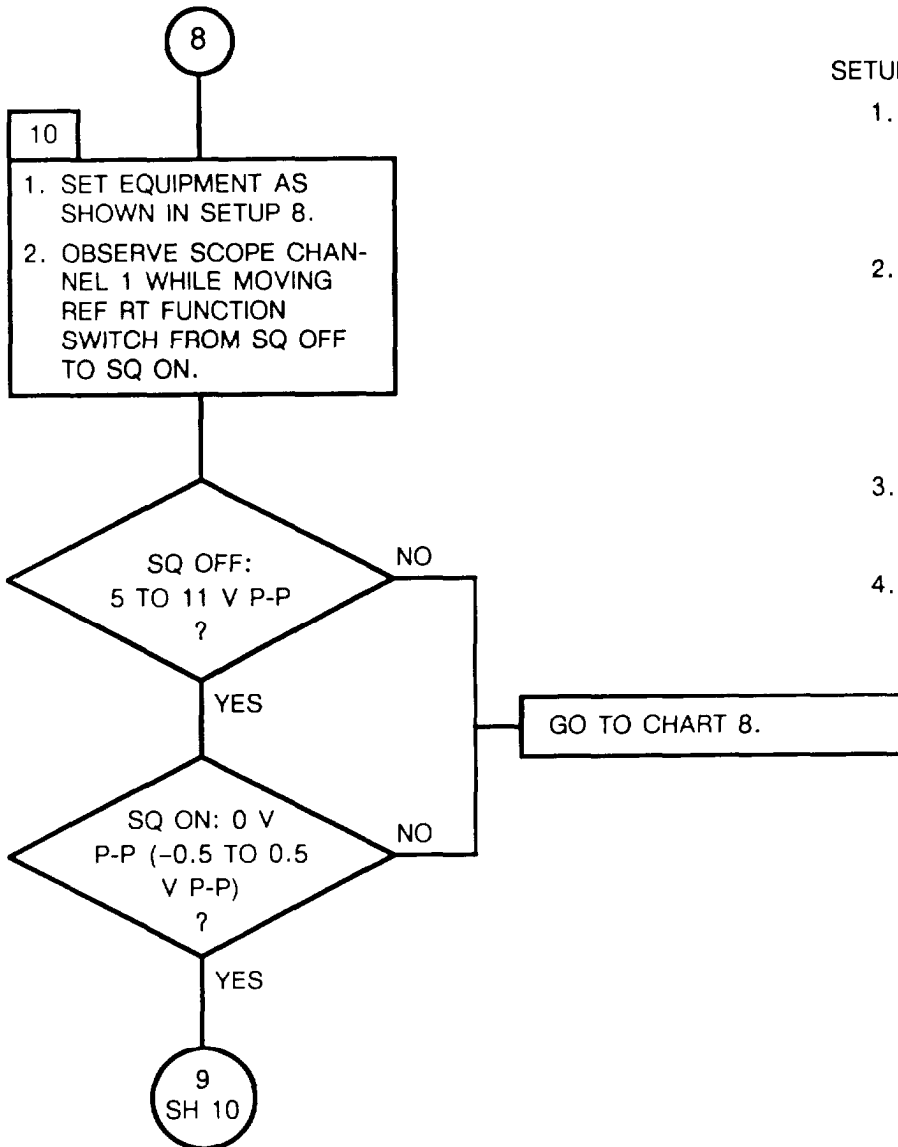 8
10
1. SET EQUIPMENT AS
SHOWN IN SETUP 8.
2. OBSERVE SCOPE CHAN-
NEL 1 WHILE MOVING
REF RT FUNCTION
SWITCH FROM SQ OFF
TO SQ ON.
SQ OFF:
5 TO 11 V P-P
?
NO
YES
GO TO CHART 8.
SQ ON: 0 V
P-P (–0.5 TO 0.5
V P-P)
?
NO
YES
9
SH 10
SETU
1.
2.
3.
4.